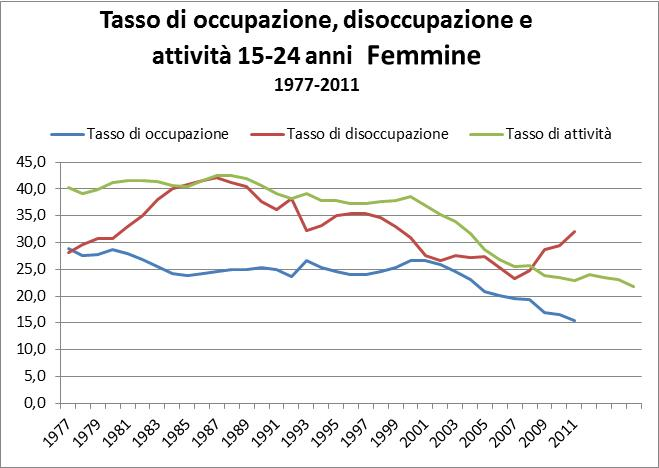 Tasso di occupazione, disoccupazione e
attività 15-24 anni Femmine
1977-2011
Tasso di occupazione Tasso di disoccupazione Tasso di attività
45,0
40,0
35,0
30,0
25,0
20,0
15,0
10,0
5,0
0,0
1977 1979 1981 1983 1985 1987 1989 1991 1993 1995 1997 1999 2001 2003 2005 2007 2009 2011